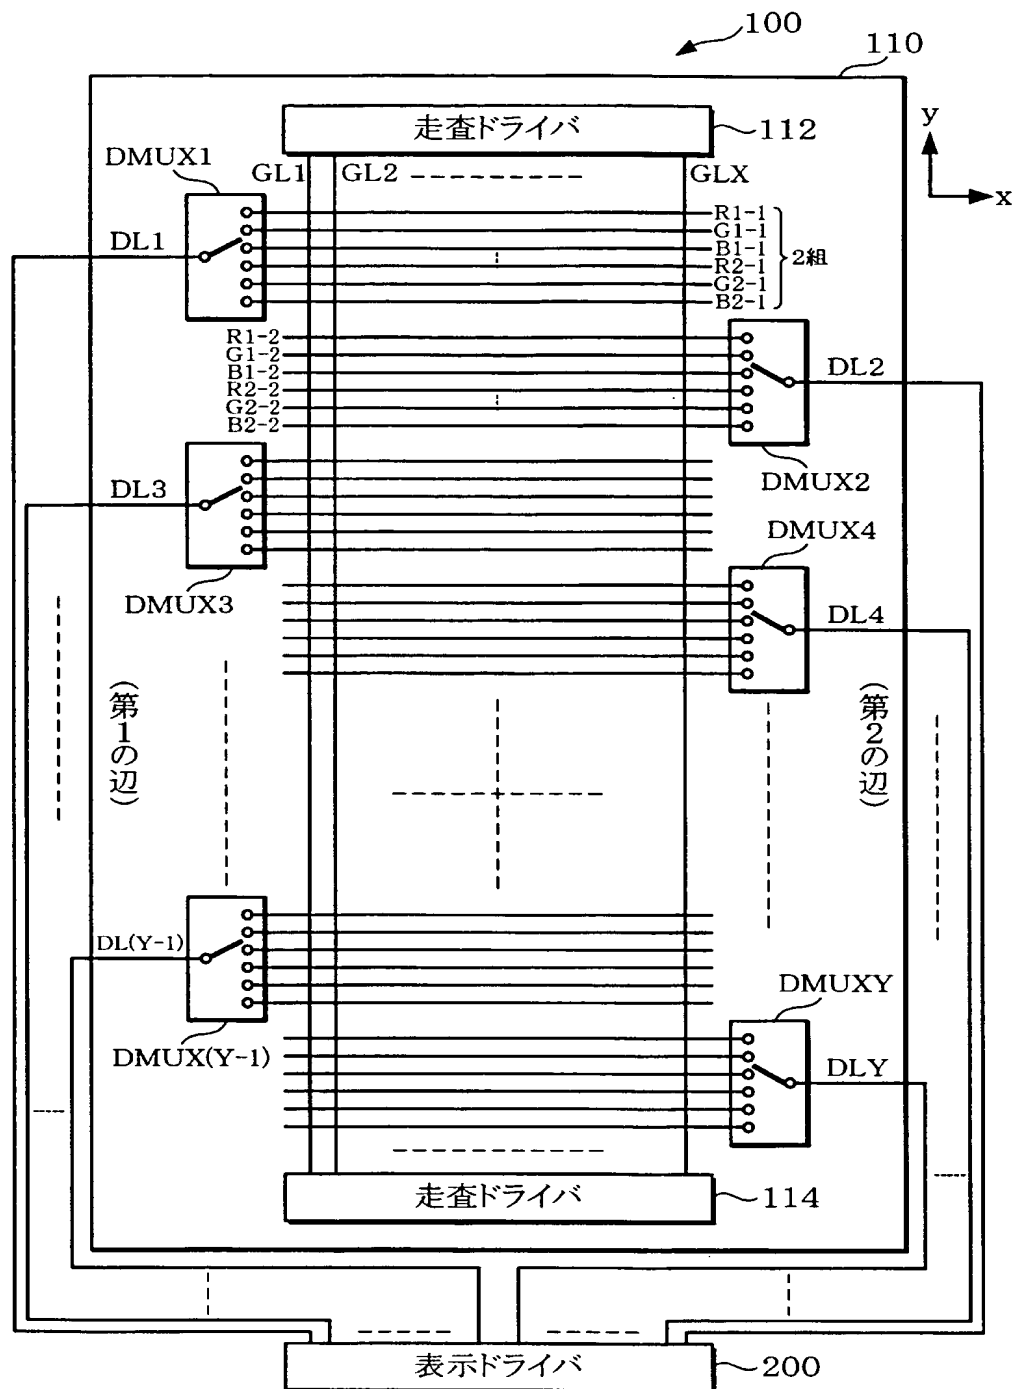 100
110
走査ドライバ
112
y
x
DMUX1
GL1
GL2
GLX
DL1
R1-1
G1-1
B1-1
R2-1
G2-1
B2-1
2組
R1-2
G1-2
B1-2
R2-2
G2-2
B2-2
DL2
DMUX2
DL3
DMUX3
DMUX4
DL4
(第1の辺)
(第2の辺)
DL(Y-1)
DMUX(Y-1)
DMUXY
DLY
走査ドライバ
114
表示ドライバ
200